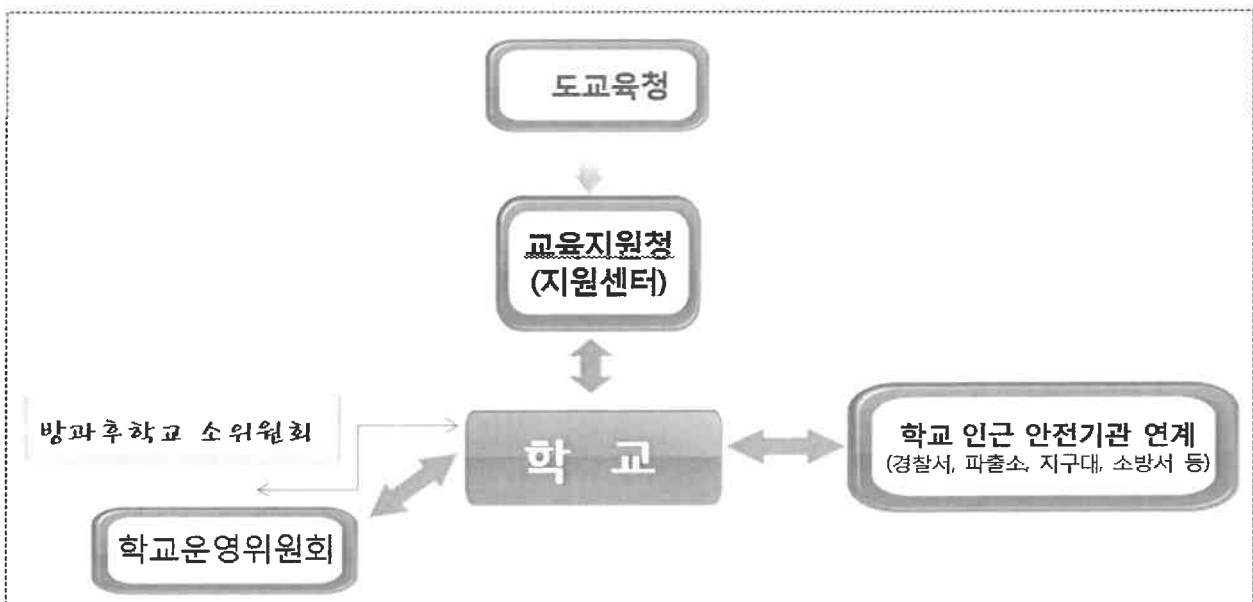 도교육청
교육지원청
(지원센터)
방과후학교 소위원회
학 교
학교 인근 안전기관 연계
(경찰서, 파출소, 지구대, 소방서 등)
학교운영위원회